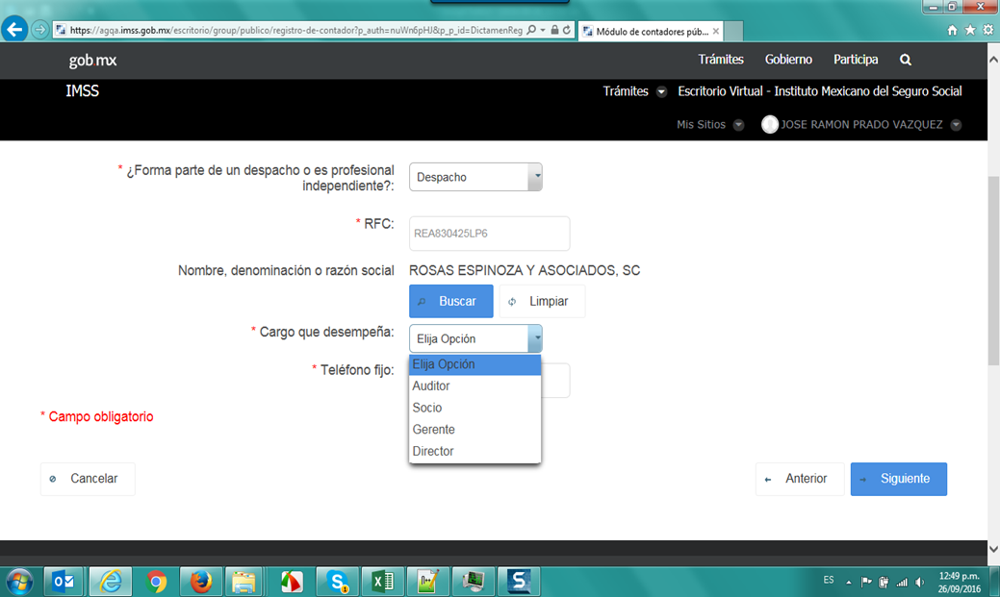 https://agqa.imss.gob.mx/escritorio/group/publico/registro-de-contador?p_auth=nuWn6pHJ&p_p_id=DictamenReg
Módulo de contadores púb...
gob mx
Trámites Gobierno Participa
IMSS
Trámites Escritorio Virtual - Instituto Mexicano del Seguro Social
Mis Sitios JOSE RAMON PRADO VAZQUEZ
* ¿Forma parte de un despacho o es profesional
independiente?:
Despacho
* RFC:
REA830425LP6
Nombre, denominación o razón social
ROSAS ESPINOZA Y ASOCIADOS, SC
Buscar Limpiar
* Cargo que desempeña:
Elija Opción
Elija Opción
Auditor
Socio
Gerente
Director
* Teléfono fijo:
* Campo obligatorio
Cancelar Anterior Siguiente
ES
12:49 p.m.
26/09/2016